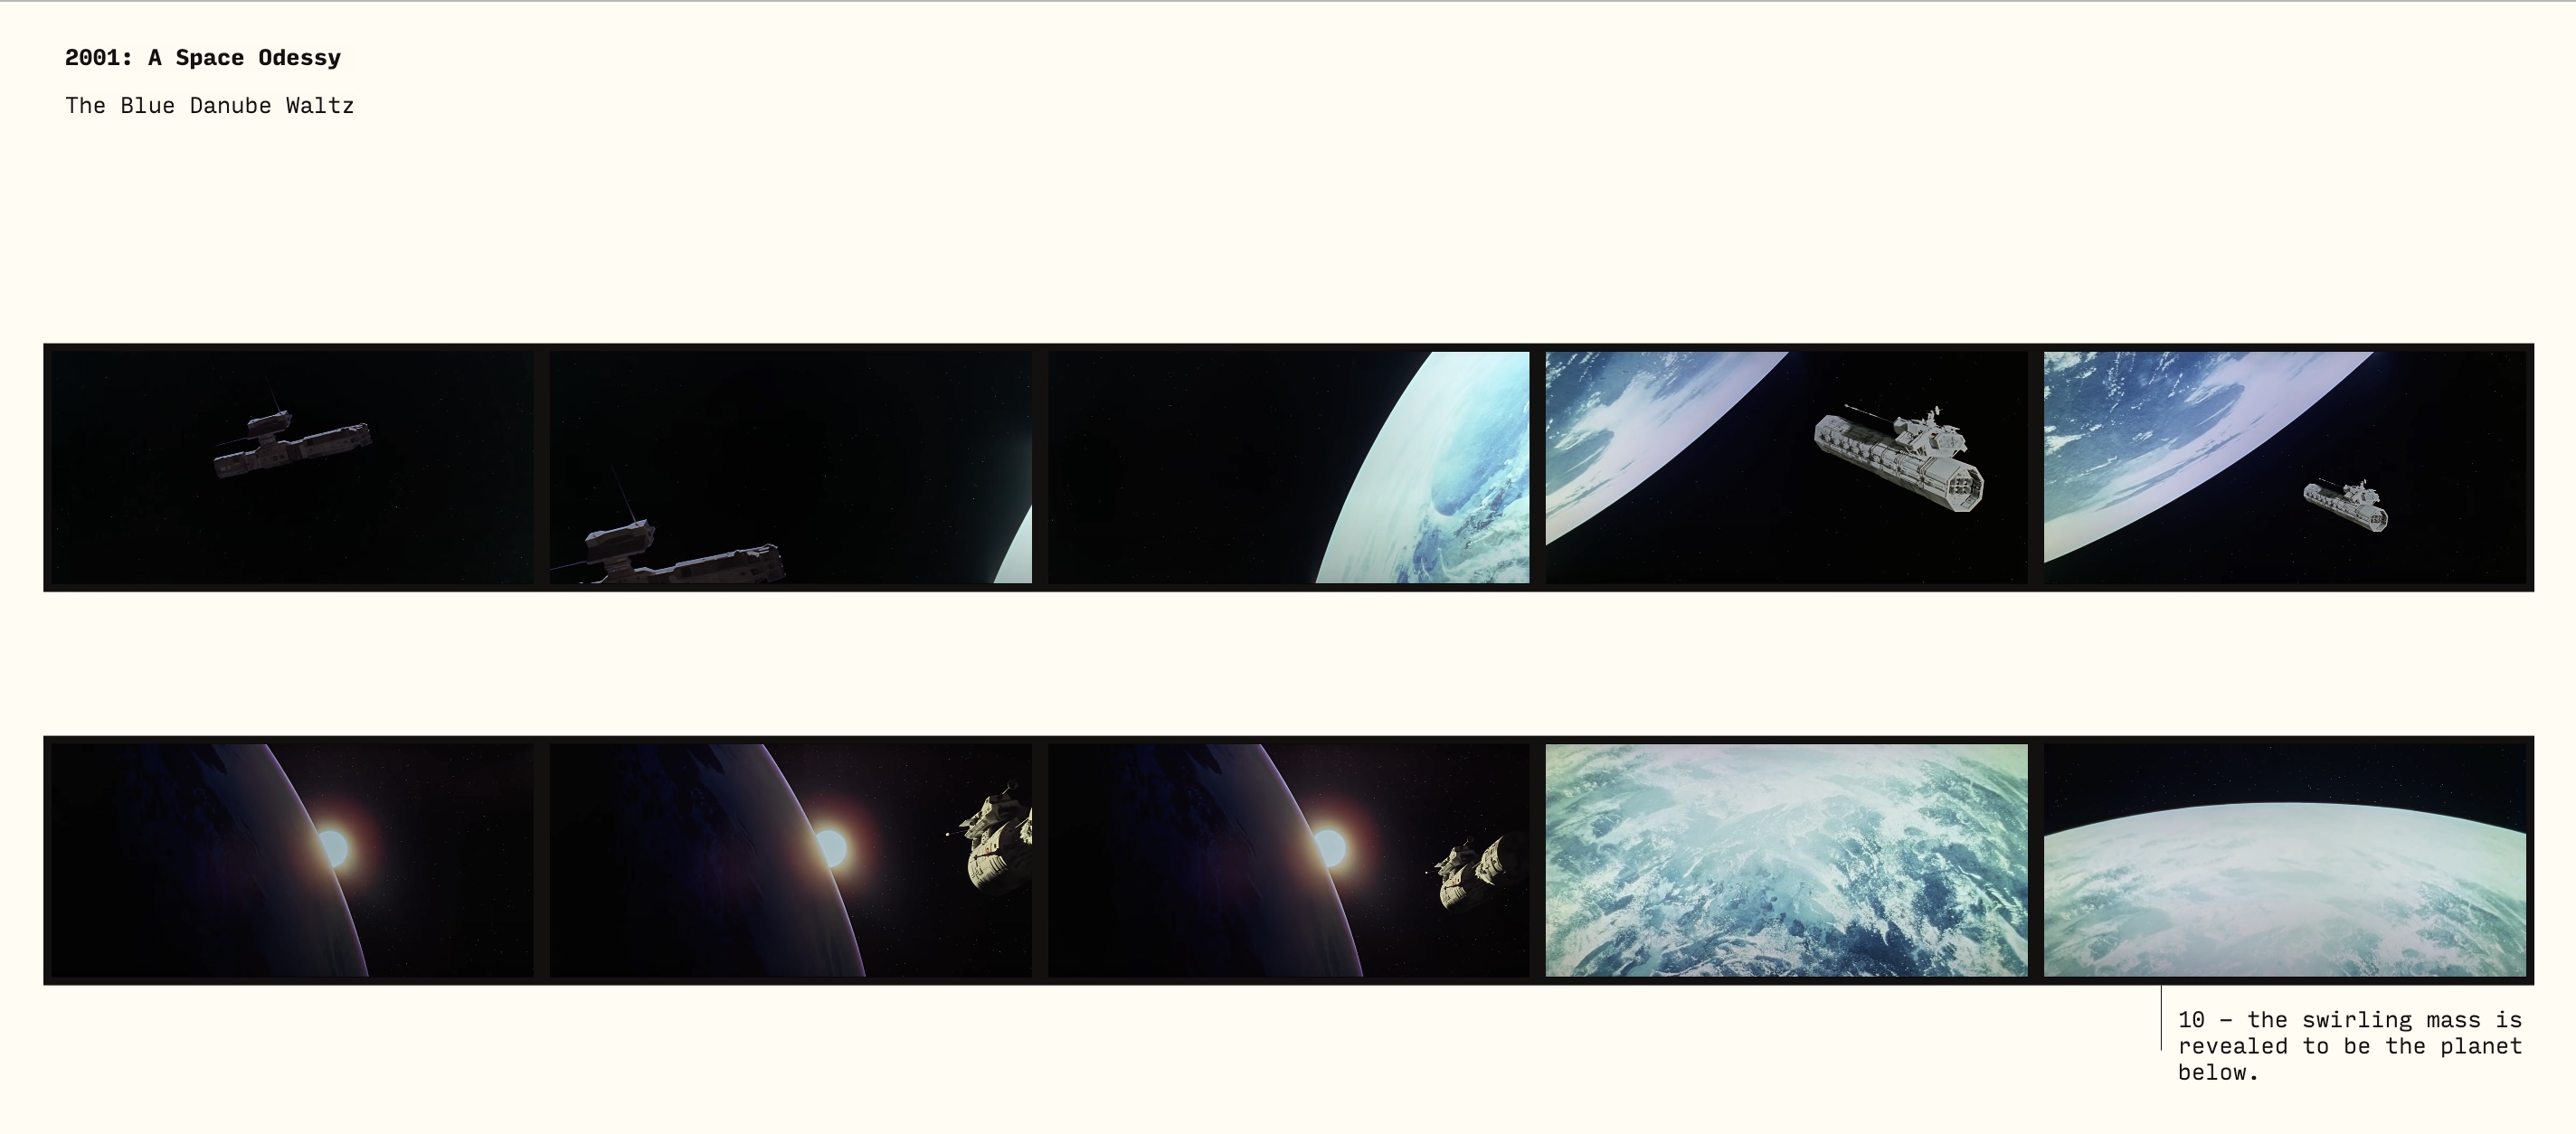 2001: A Space Odessy
The Blue Danube Waltz
10 – the swirling mass is
revealed to be the planet
below.